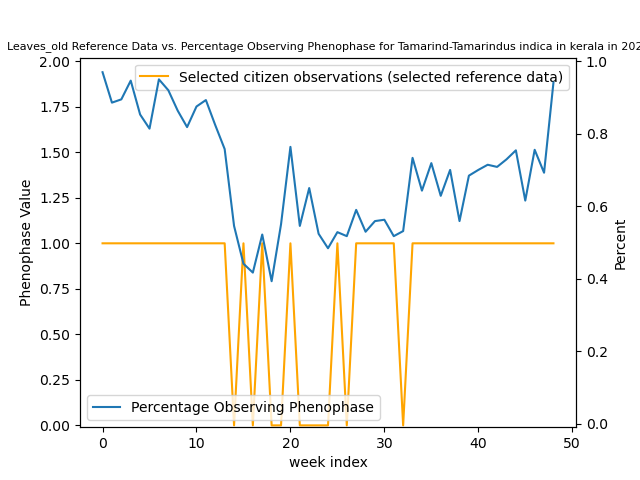 Leaves_old Reference Data vs. Percentage Observing Phenophase for Tamarind-Tamarindus indica in kerala in 202
Selected citizen observations (selected reference data)
Percentage Observing Phenophase
Phenophase Value
Percent
week index
2.00
1.75
1.50
1.25
1.00
0.75
0.50
0.25
0.00
1.0
0.8
0.6
0.4
0.2
0.0
0 10 20 30 40 50